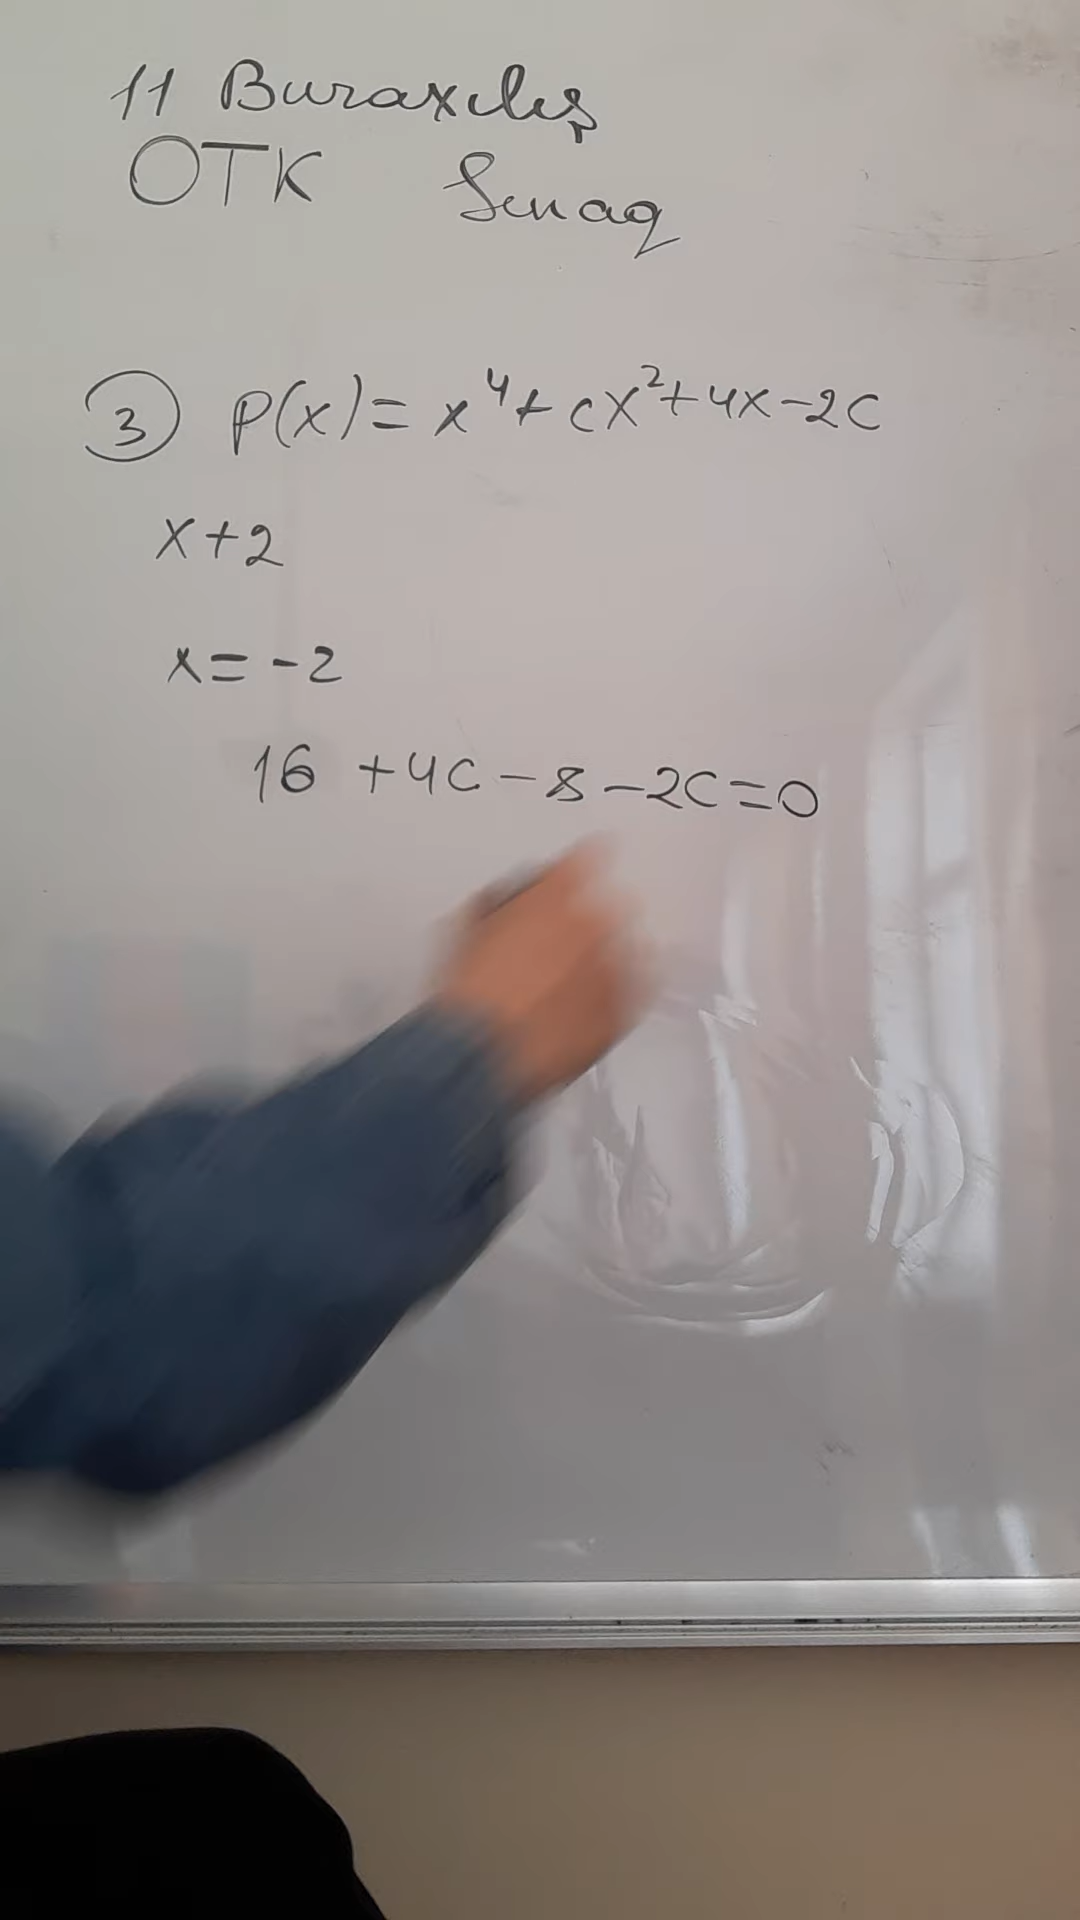 11 Buraxılış
OTK Sınaq
3 P(x)= x⁴+cx²+4x-2c
x+2
x=-2
16 +4c-8-2c=0